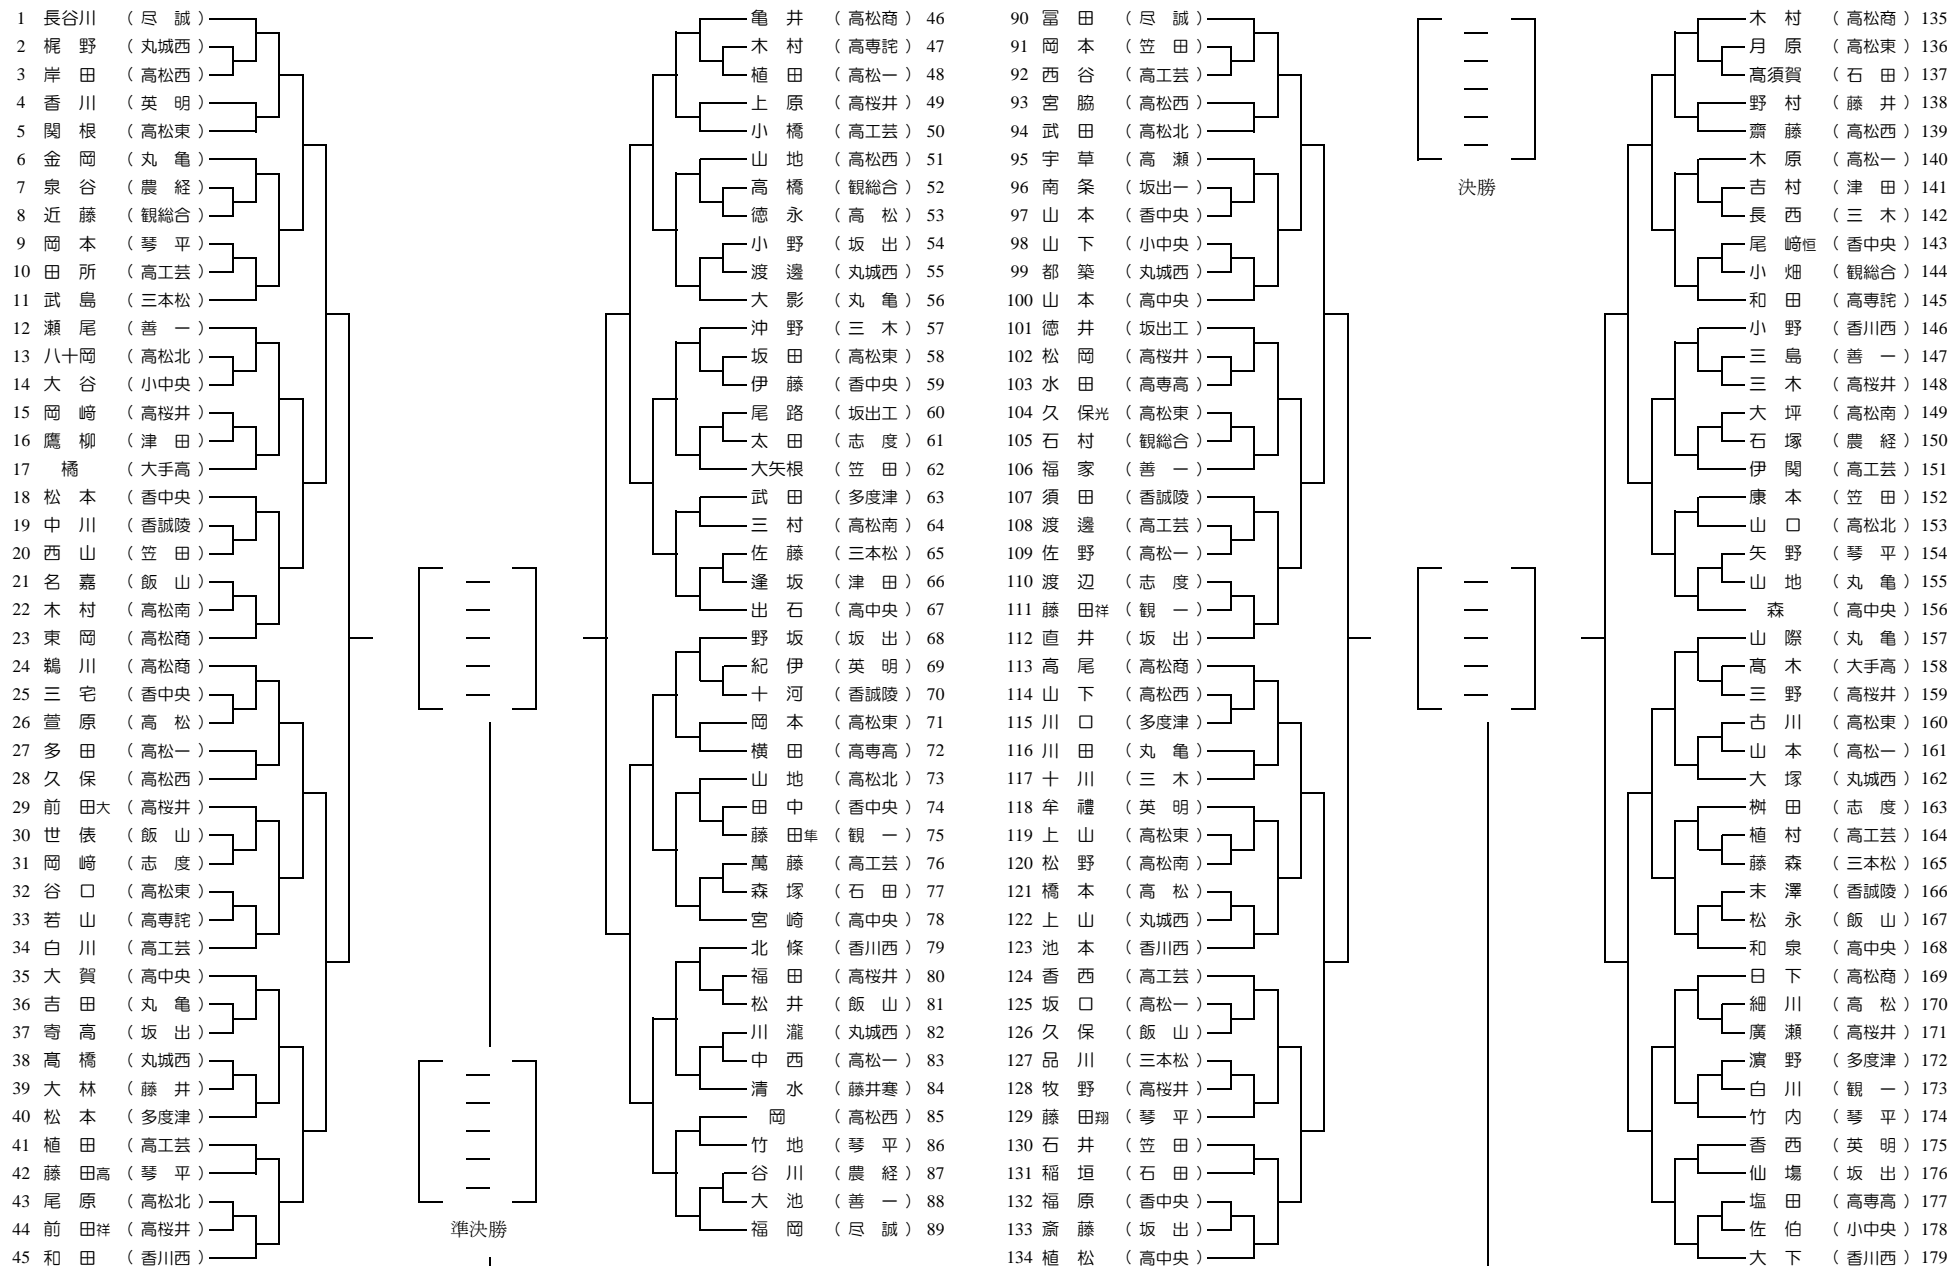 1 長谷川 （尽 誠）
2 梶 野 （丸城西）
3 岸 田 （高松西）
4 香 川 （英 明）
5 関 根 （高松東）
6 金 岡 （丸 亀）
7 泉 谷 （農 経）
8 近 藤 （観総合）
9 岡 本 （琴 平）
10 田 所 （高工芸）
11 武 島 （三本松）
12 瀬 尾 （善 一）
13 八十岡 （高松北）
14 大 谷 （小中央）
15 岡 﨑 （高桜井）
16 鷹 柳 （津 田）
17 橘 （大手高）
18 松 本 （香中央）
19 中 川 （香誠陵）
20 西 山 （笠 田）
21 名 嘉 （飯 山）
22 木 村 （高松南）
23 東 岡 （高松商）
24 鵜 川 （高松商）
25 三 宅 （香中央）
26 萱 原 （高 松）
27 多 田 （高松一）
28 久 保 （高松西）
29 前 田大 （高桜井）
30 世 俵 （飯 山）
31 岡 﨑 （志 度）
32 谷 口 （高松東）
33 若 山 （高専詫）
34 白 川 （高工芸）
35 大 賀 （高中央）
36 吉 田 （丸 亀）
37 寄 高 （坂 出）
38 髙 橋 （丸城西）
39 大 林 （藤 井）
40 松 本 （多度津）
41 植 田 （高工芸）
42 藤 田高 （琴 平）
43 尾 原 （高松北）
44 前 田祥 （高桜井）
45 和 田 （香川西）
準決勝
亀 井 （高松商） 46
木 村 （高専詫） 47
植 田 （高松一） 48
上 原 （高桜井） 49
小 橋 （高工芸） 50
山 地 （高松西） 51
高 橋 （観総合） 52
徳 永 （高 松） 53
小 野 （坂 出） 54
渡 邊 （丸城西） 55
大 影 （丸 亀） 56
沖 野 （三 木） 57
坂 田 （高松東） 58
伊 藤 （香中央） 59
尾 路 （坂出工） 60
太 田 （志 度） 61
大矢根 （笠 田） 62
武 田 （多度津） 63
三 村 （高松南） 64
佐 藤 （三本松） 65
逢 坂 （津 田） 66
出 石 （高中央） 67
野 坂 （坂 出） 68
紀 伊 （英 明） 69
十 河 （香誠陵） 70
岡 本 （高松東） 71
横 田 （高専高） 72
山 地 （高松北） 73
田 中 （香中央） 74
藤 田隼 （観 一） 75
萬 藤 （高工芸） 76
森 塚 （石 田） 77
宮 崎 （高中央） 78
北 條 （香川西） 79
福 田 （高桜井） 80
松 井 （飯 山） 81
川 瀧 （丸城西） 82
中 西 （高松一） 83
清 水 （藤井寒） 84
岡 （高松西） 85
竹 地 （琴 平） 86
谷 川 （農 経） 87
大 池 （善 一） 88
福 岡 （尽 誠） 89
90 冨 田 （尽 誠）
91 岡 本 （笠 田）
92 西 谷 （高工芸）
93 宮 脇 （高松西）
94 武 田 （高松北）
95 宇 草 （高 瀬）
96 南 条 （坂出一）
97 山 本 （香中央）
98 山 下 （小中央）
99 都 築 （丸城西）
100 山 本 （高中央）
101 徳 井 （坂出工）
102 松 岡 （高桜井）
103 水 田 （高専高）
104 久 保光 （高松東）
105 石 村 （観総合）
106 福 家 （善 一）
107 須 田 （香誠陵）
108 渡 邊 （高工芸）
109 佐 野 （高松一）
110 渡 辺 （志 度）
111 藤 田祥 （観 一）
112 直 井 （坂 出）
113 高 尾 （高松商）
114 山 下 （高松西）
115 川 口 （多度津）
116 川 田 （丸 亀）
117 十 川 （三 木）
118 牟 禮 （英 明）
119 上 山 （高松東）
120 松 野 （高松南）
121 橋 本 （高 松）
122 上 山 （丸城西）
123 池 本 （香川西）
124 香 西 （高工芸）
125 坂 口 （高松一）
126 久 保 （飯 山）
127 品 川 （三本松）
128 牧 野 （高桜井）
129 藤 田翔 （琴 平）
130 石 井 （笠 田）
131 稲 垣 （石 田）
132 福 原 （香中央）
133 斎 藤 （坂 出）
134 植 松 （高中央）
決勝
木 村 （高松商） 135
月 原 （高松東） 136
髙須賀 （石 田） 137
野 村 （藤 井） 138
齋 藤 （高松西） 139
木 原 （高松一） 140
吉 村 （津 田） 141
長 西 （三 木） 142
尾 﨑恒 （香中央） 143
小 畑 （観総合） 144
和 田 （高専詫） 145
小 野 （香川西） 146
三 島 （善 一） 147
三 木 （高桜井） 148
大 坪 （高松南） 149
石 塚 （農 経） 150
伊 関 （高工芸） 151
康 本 （笠 田） 152
山 口 （高松北） 153
矢 野 （琴 平） 154
山 地 （丸 亀） 155
森 （高中央） 156
山 際 （丸 亀） 157
髙 木 （大手高） 158
三 野 （高桜井） 159
古 川 （高松東） 160
山 本 （高松一） 161
大 塚 （丸城西） 162
桝 田 （志 度） 163
植 村 （高工芸） 164
藤 森 （三本松） 165
末 澤 （香誠陵） 166
松 永 （飯 山） 167
和 泉 （高中央） 168
日 下 （高松商） 169
細 川 （高 松） 170
廣 瀬 （高桜井） 171
濵 野 （多度津） 172
白 川 （観 一） 173
竹 内 （琴 平） 174
香 西 （英 明） 175
仙 塲 （坂 出） 176
塩 田 （高専高） 177
佐 伯 （小中央） 178
大 下 （香川西） 179